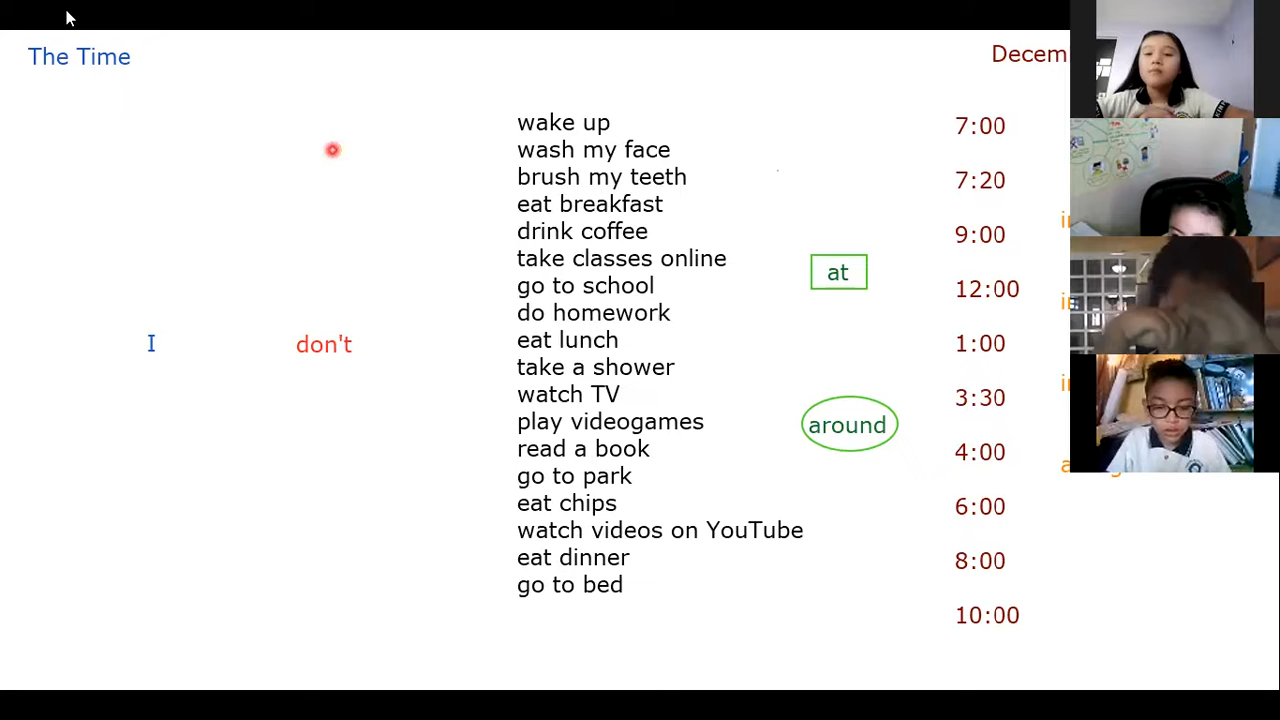 The Time
Decem
wake up
wash my face
brush my teeth
eat breakfast
drink coffee
take classes online
go to school
do homework
eat lunch
take a shower
watch TV
play videogames
read a book
go to park
eat chips
watch videos on YouTube
eat dinner
go to bed
I
don't
at
around
7:00
7:20
9:00
12:00
1:00
3:30
4:00
6:00
8:00
10:00